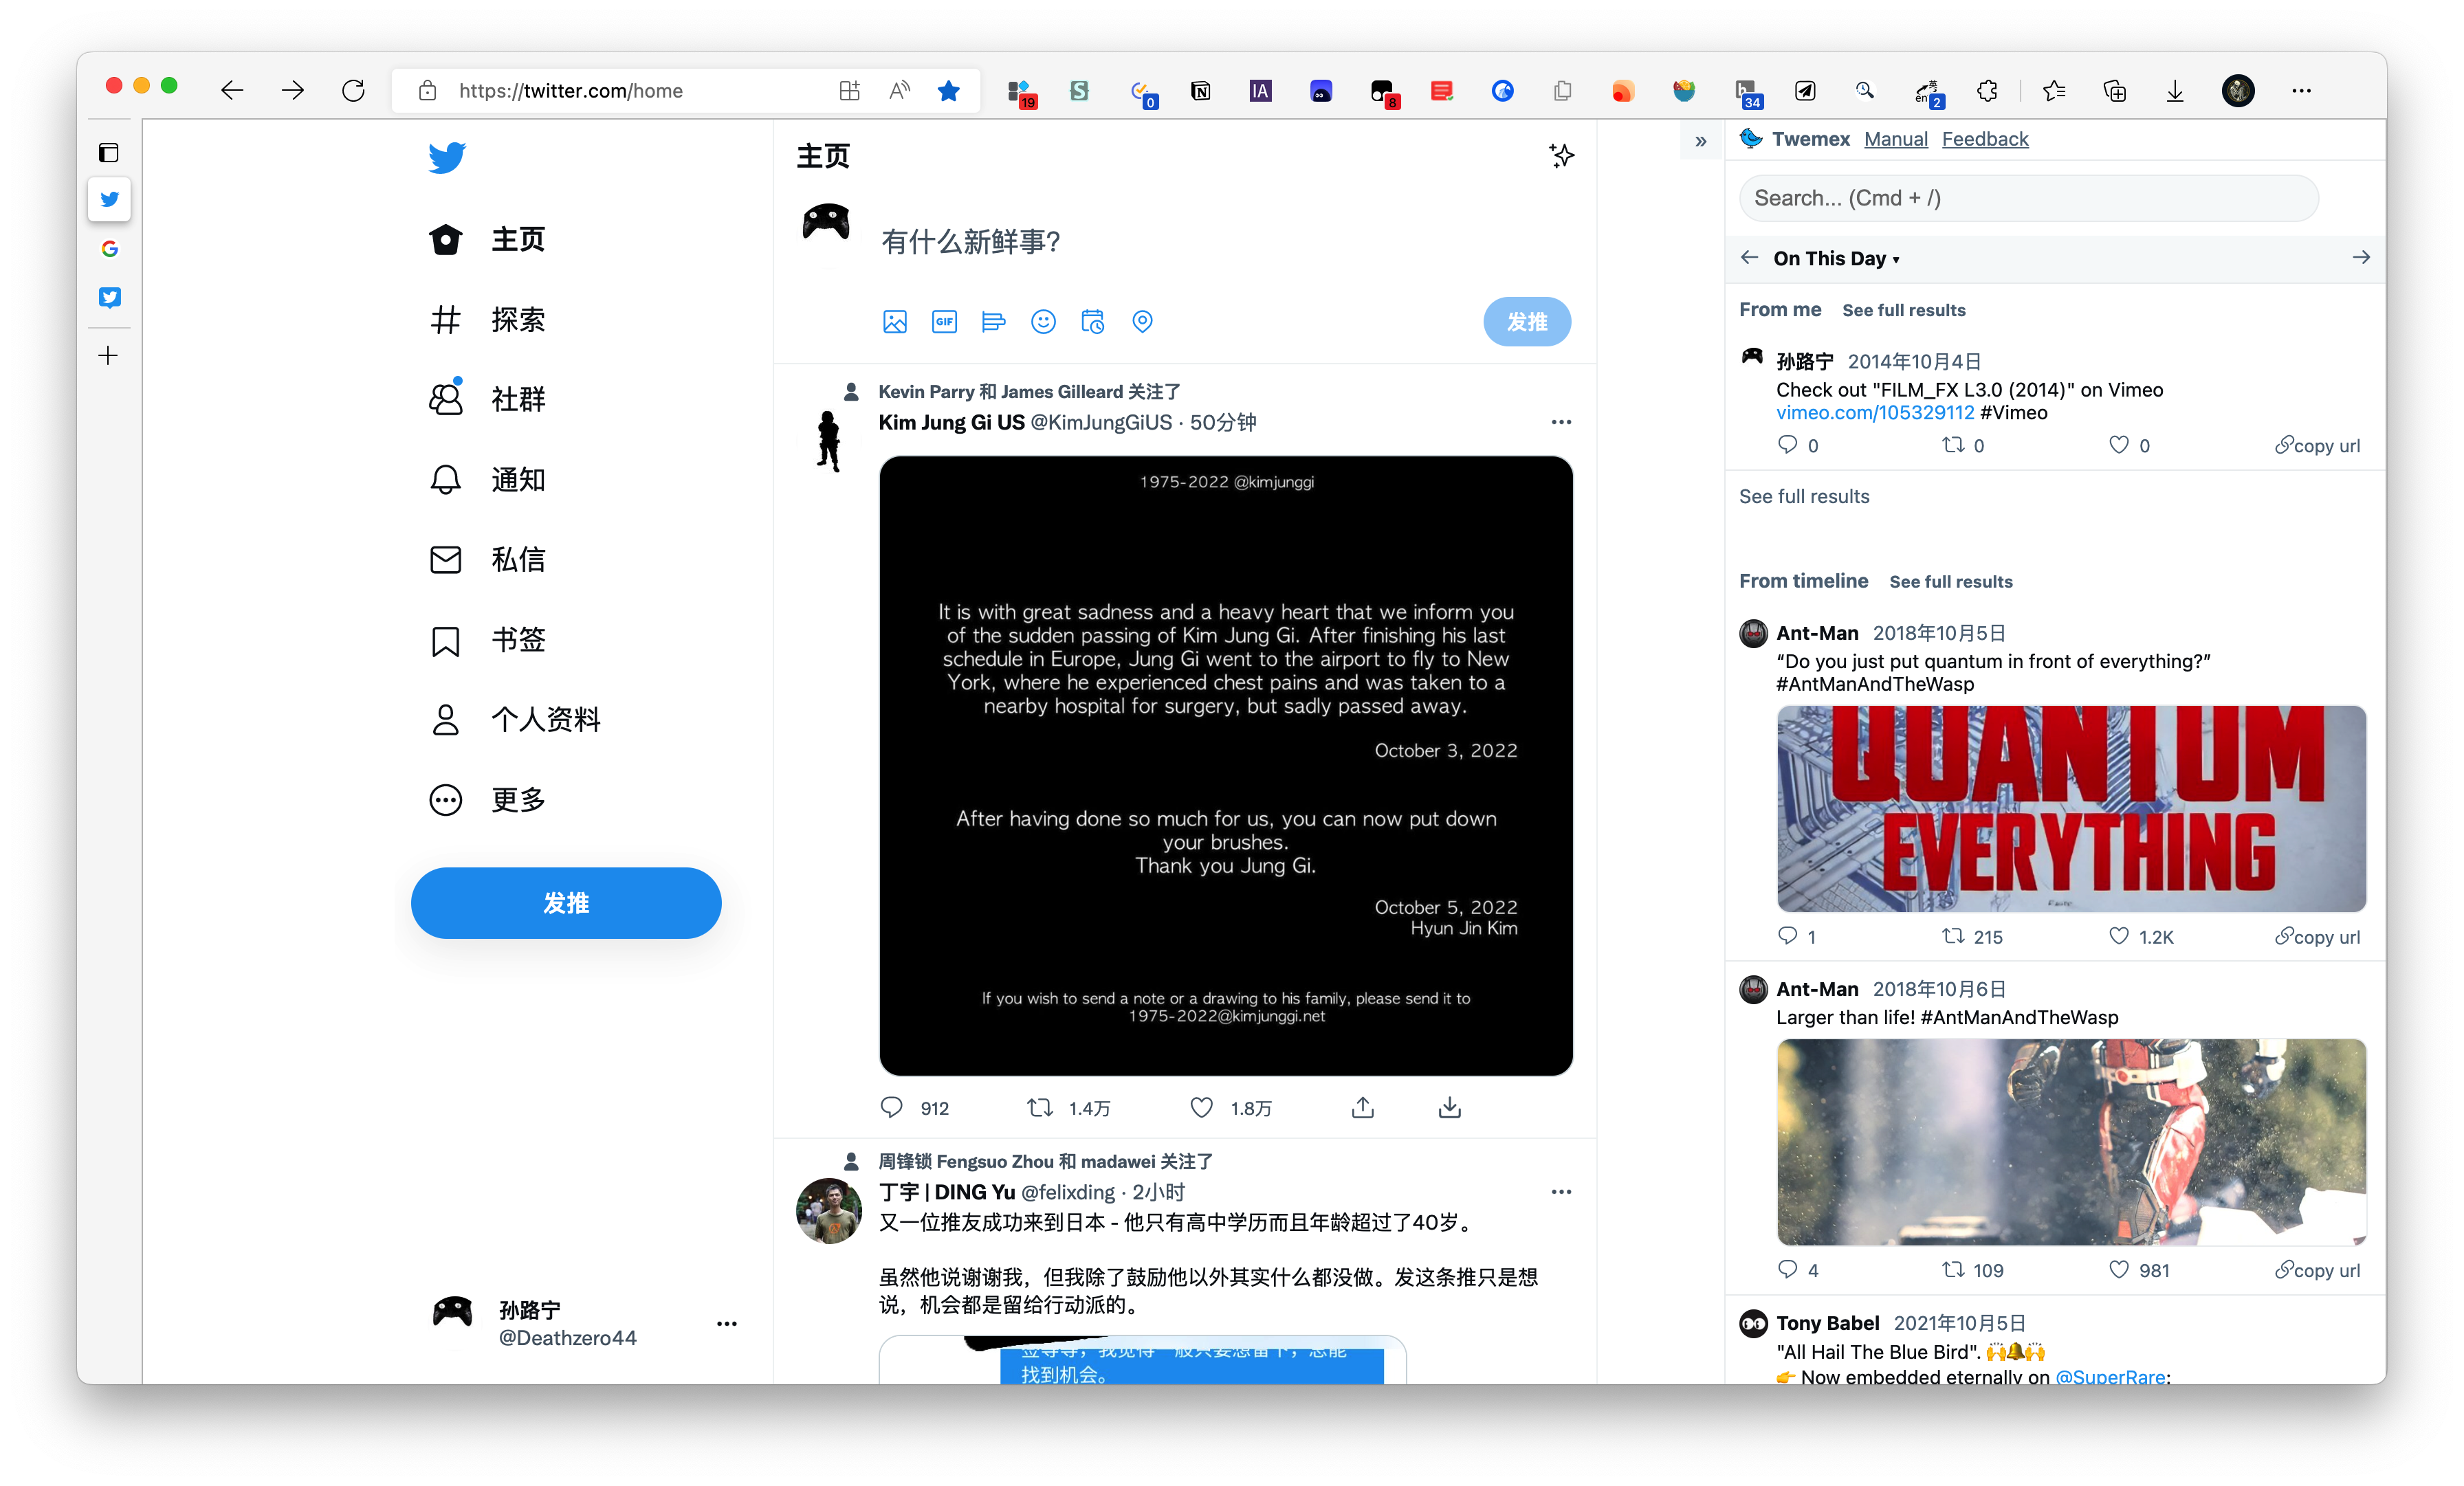 https://twitter.com/home
19
0
8
34
2
主页
探索
社群
通知
私信
书签
个人资料
更多
发推
孙路宁
@Deathzero44
主页
有什么新鲜事?
GIF
发推
Kevin Parry 和 James Gilleard 关注了
Kim Jung Gi US @KimJungGiUS · 50分钟
1975-2022 @kimjunggi
It is with great sadness and a heavy heart that we inform you
of the sudden passing of Kim Jung Gi. After finishing his last
schedule in Europe, Jung Gi went to the airport to fly to New
York, where he experienced chest pains and was taken to a
nearby hospital for surgery, but sadly passed away.
October 3, 2022
After having done so much for us, you can now put down
your brushes.
Thank you Jung Gi.
October 5, 2022
Hyun Jin Kim
If you wish to send a note or a drawing to his family, please send it to
1975-2022@kimjunggi.net
912 1.4万 1.8万
周锋锁 Fengsuo Zhou 和 madawei 关注了
丁宇 | DING Yu @felixding · 2小时
又一位推友成功来到日本 - 他只有高中学历而且年龄超过了40岁。
虽然他说谢谢我，但我除了鼓励他以外其实什么都没做。发这条推只是想
说，机会都是留给行动派的。
找到机会。
Twemex Manual Feedback
Search... (Cmd + /)
On This Day
From me See full results
孙路宁 2014年10月4日
Check out "FILM_FX L3.0 (2014)" on Vimeo
vimeo.com/105329112 #Vimeo
0 0 0 copy url
See full results
From timeline See full results
Ant-Man 2018年10月5日
“Do you just put quantum in front of everything?”
#AntManAndTheWasp
QUANTUM
EVERYTHING
1 215 1.2K copy url
Ant-Man 2018年10月6日
Larger than life! #AntManAndTheWasp
4 109 981 copy url
Tony Babel 2021年10月5日
"All Hail The Blue Bird". 🙌🔔🙌
👉 Now embedded eternally on @SuperRare: